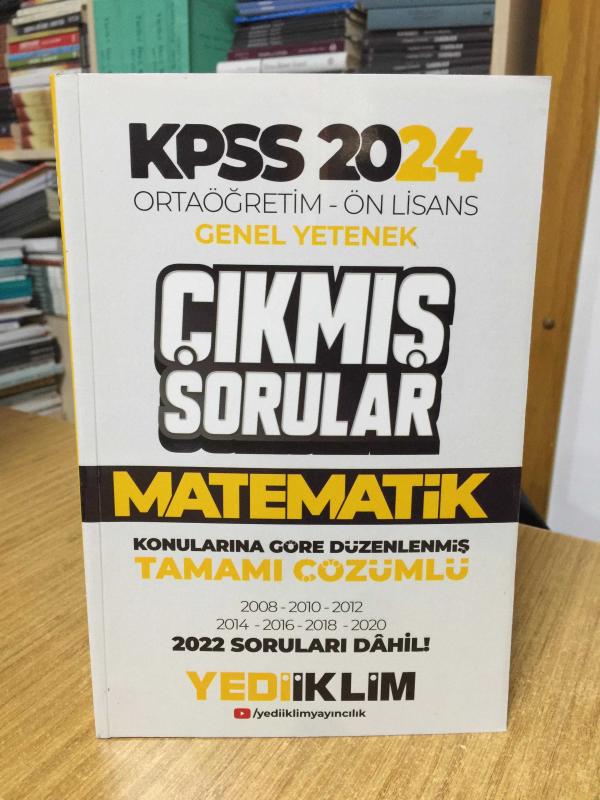 KPSS 2024
ORTAÖĞRETİM - ÖN LİSANS
GENEL YETENEK
ÇIKMIŞ
SORULAR
MATEMATİK
KONULARINA GÖRE DÜZENLENMİŞ
TAMAMI ÇÖZÜMLÜ
2008 - 2010 - 2012
2014 - 2016 - 2018 - 2020
2022 SORULARI DÂHİL!
YEDİİKLİM
/yediiklimyayıncılık